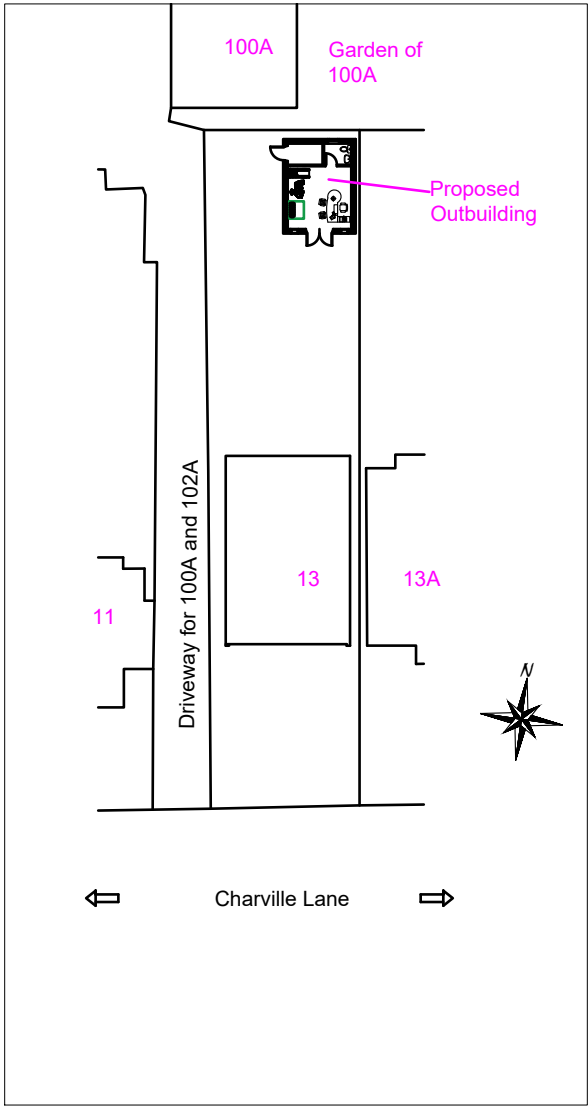 100A
Garden of
100A
Proposed
Outbuilding
Driveway for 100A and 102A
13
13A
11
N
Charville Lane